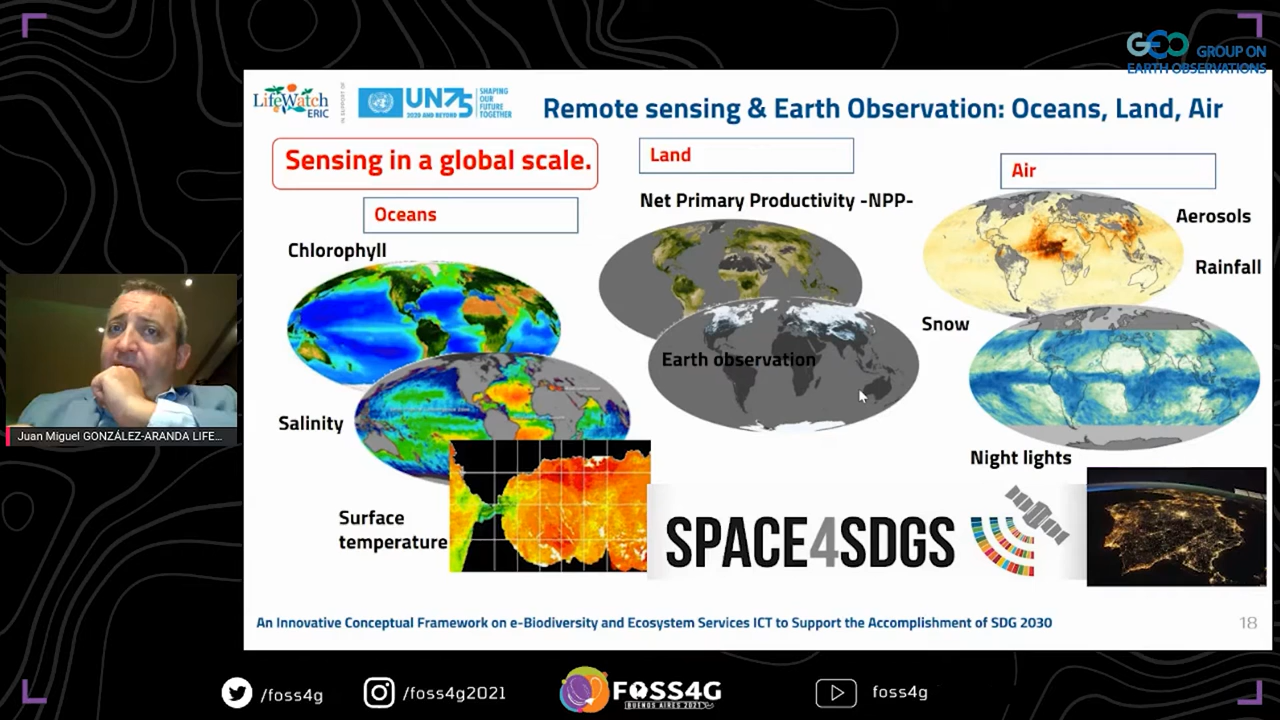 GEO GROUP ON
EARTH OBSERVATIONS
LifeWatch
ERIC
IN SUPPORT OF
UN75
2020 AND BEYOND
SHAPING
OUR
FUTURE
TOGETHER
Remote sensing & Earth Observation: Oceans, Land, Air
Sensing in a global scale.
Land
Air
Oceans
Net Primary Productivity -NPP-
Aerosols
Chlorophyll
Rainfall
Snow
Earth observation
Salinity
Night lights
Surface
temperature
SPACE4SDGS
Juan Miguel GONZÁLEZ-ARANDA LIFE...
An Innovative Conceptual Framework on e-Biodiversity and Ecosystem Services ICT to Support the Accomplishment of SDG 2030
18
/foss4g
/foss4g2021
FOSS4G
BUENOS AIRES 2021
foss4g